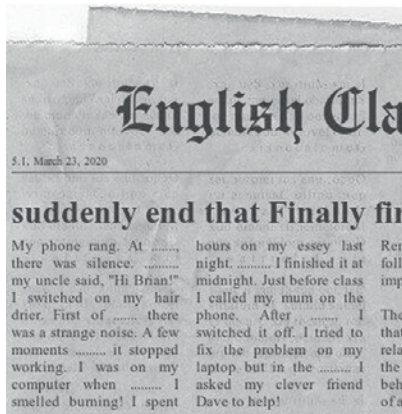 English Cla
5.1, March 23, 2020
suddenly end that Finally fir
My phone rang. At ........,
there was silence. ..........
my uncle said, "Hi Brian!"
I switched on my hair
drier. First of ...... there
was a strange noise. A few
moments ......... it stopped
working. I was on my
computer when ......... I
smelled burning! I spent
hours on my essey last
night. .......... I finished it at
midnight. Just before class
I called my mum on the
phone. After ........ I
switched it off. I tried to
fix the problem on my
laptop but in the ......... I
asked my clever friend
Dave to help!
Ren
foll
imp
The
that
rela
the
beh
of a